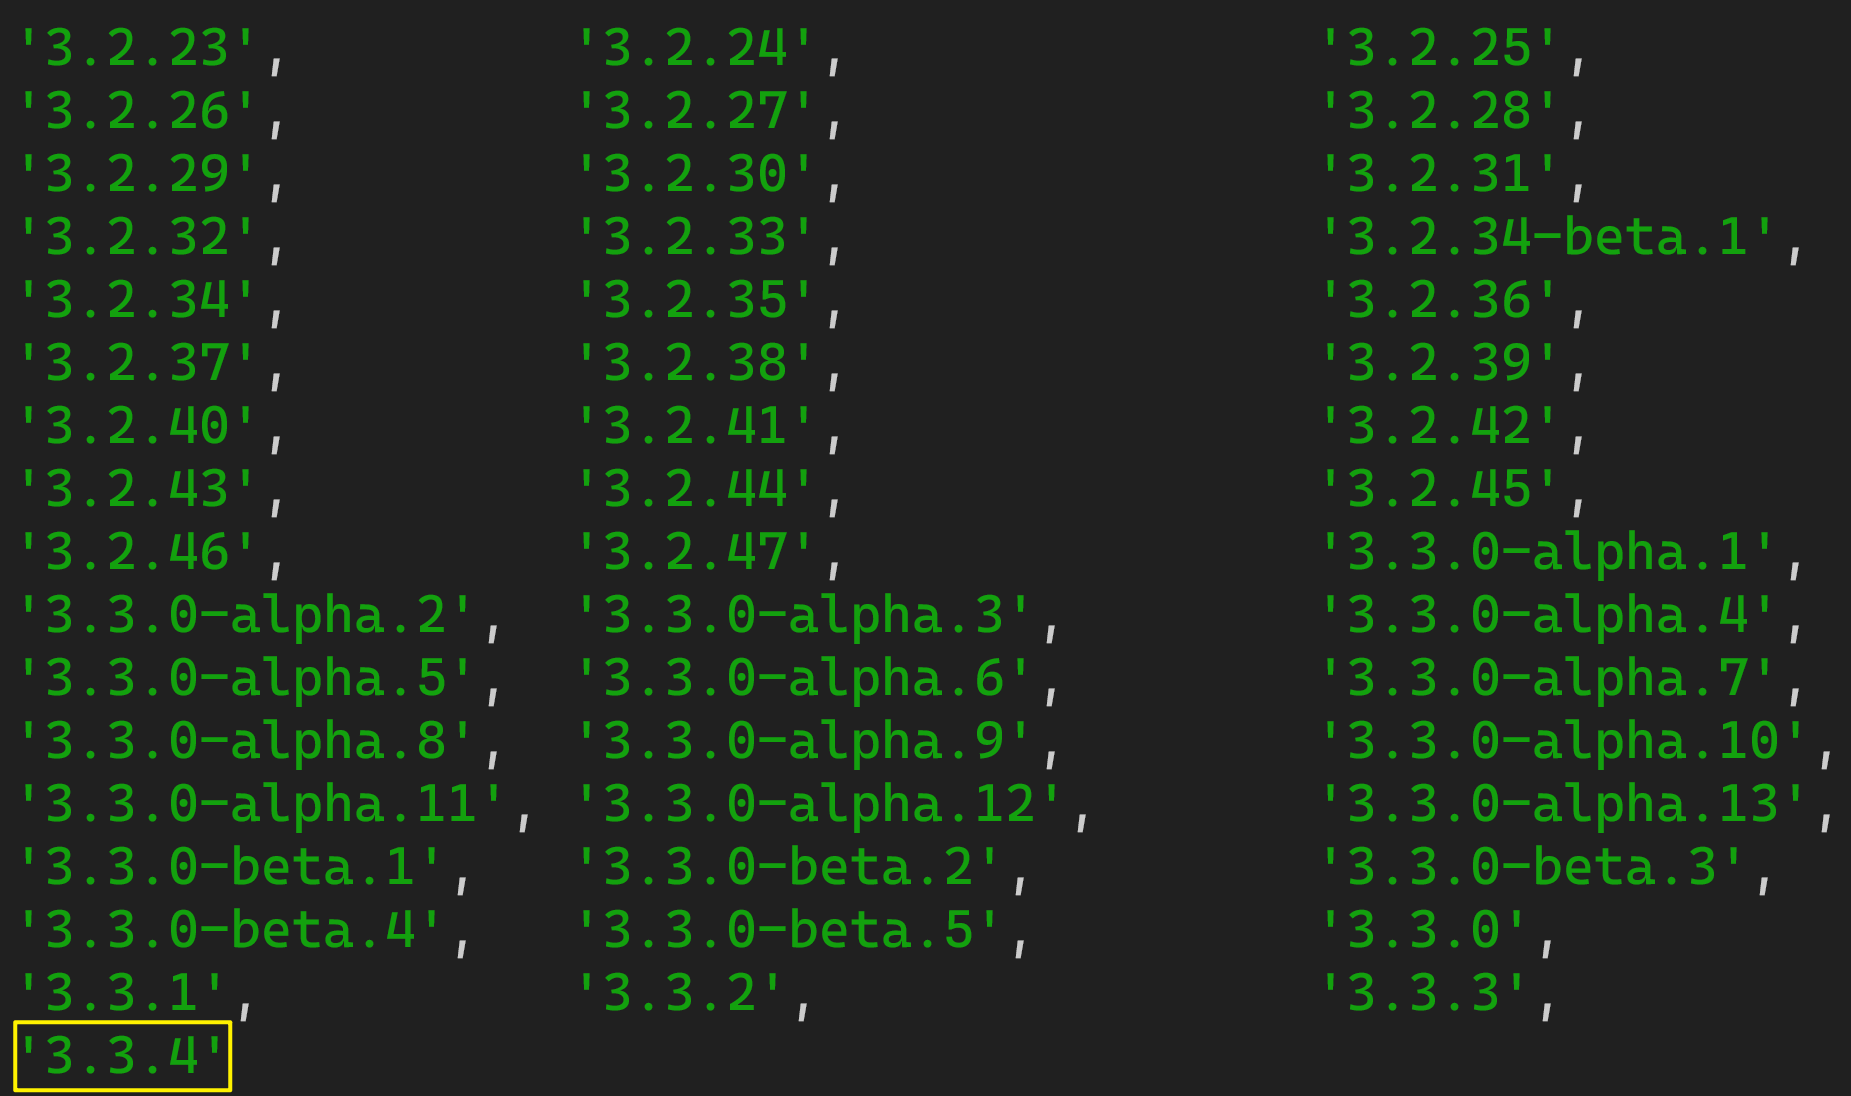 '3.2.23', '3.2.24', '3.2.25',
'3.2.26', '3.2.27', '3.2.28',
'3.2.29', '3.2.30', '3.2.31',
'3.2.32', '3.2.33', '3.2.34-beta.1',
'3.2.34', '3.2.35', '3.2.36',
'3.2.37', '3.2.38', '3.2.39',
'3.2.40', '3.2.41', '3.2.42',
'3.2.43', '3.2.44', '3.2.45',
'3.2.46', '3.2.47', '3.3.0-alpha.1',
'3.3.0-alpha.2', '3.3.0-alpha.3', '3.3.0-alpha.4',
'3.3.0-alpha.5', '3.3.0-alpha.6', '3.3.0-alpha.7',
'3.3.0-alpha.8', '3.3.0-alpha.9', '3.3.0-alpha.10',
'3.3.0-alpha.11', '3.3.0-alpha.12', '3.3.0-alpha.13',
'3.3.0-beta.1', '3.3.0-beta.2', '3.3.0-beta.3',
'3.3.0-beta.4', '3.3.0-beta.5', '3.3.0',
'3.3.1', '3.3.2', '3.3.3',
'3.3.4'